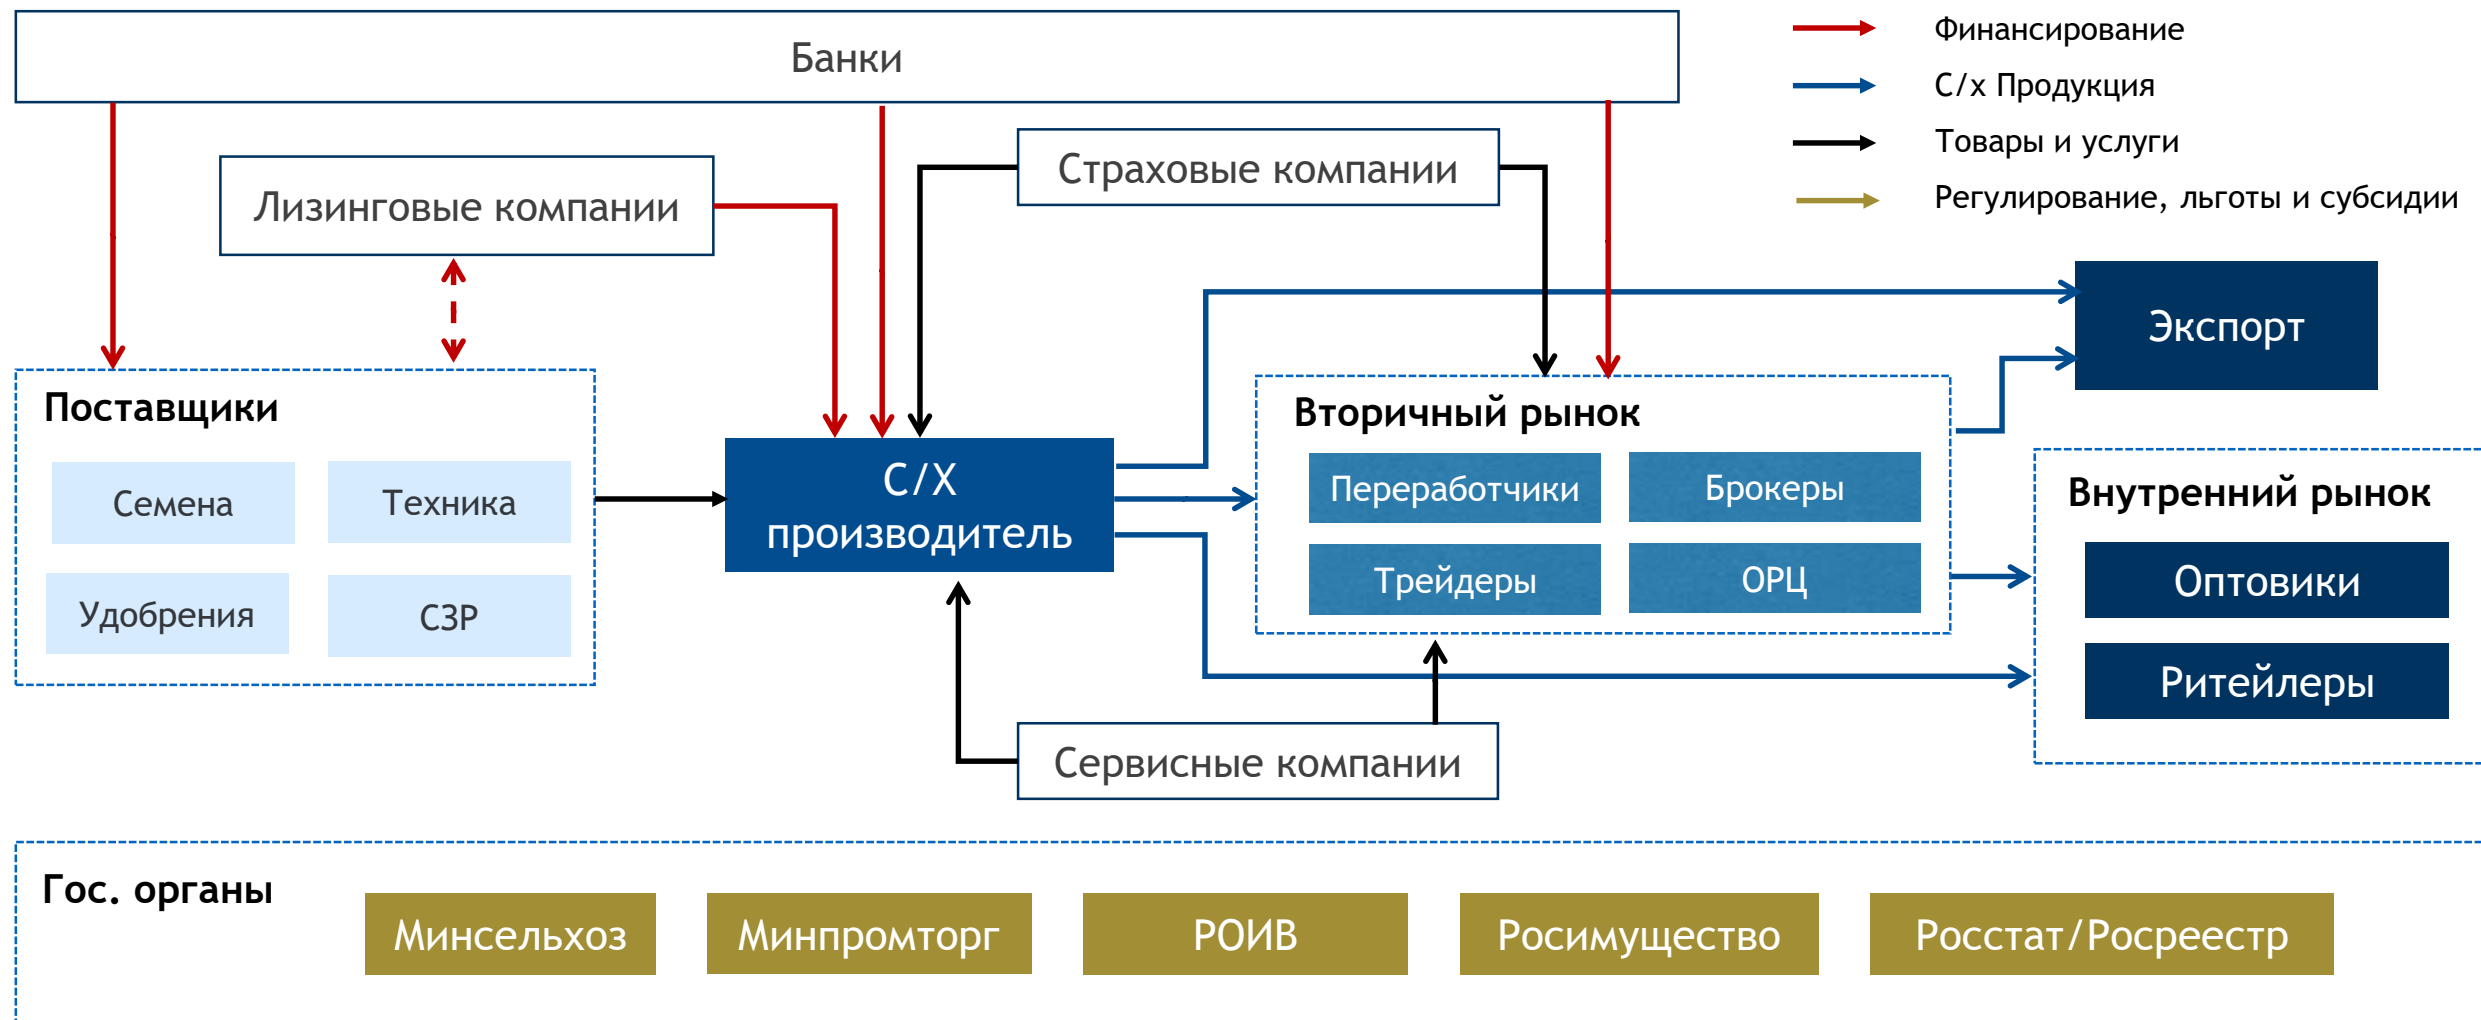 Банки
Финансирование
С/х Продукция
Товары и услуги
Регулирование, льготы и субсидии
Лизинговые компании
Страховые компании
Экспорт
Поставщики
Семена
Техника
Удобрения
СЗР
С/Х
производитель
Вторичный рынок
Переработчики
Брокеры
Трейдеры
ОРЦ
Внутренний рынок
Оптовики
Ритейлеры
Сервисные компании
Гос. органы
Минсельхоз
Минпромторг
РОИВ
Росимущество
Росстат/Росреестр